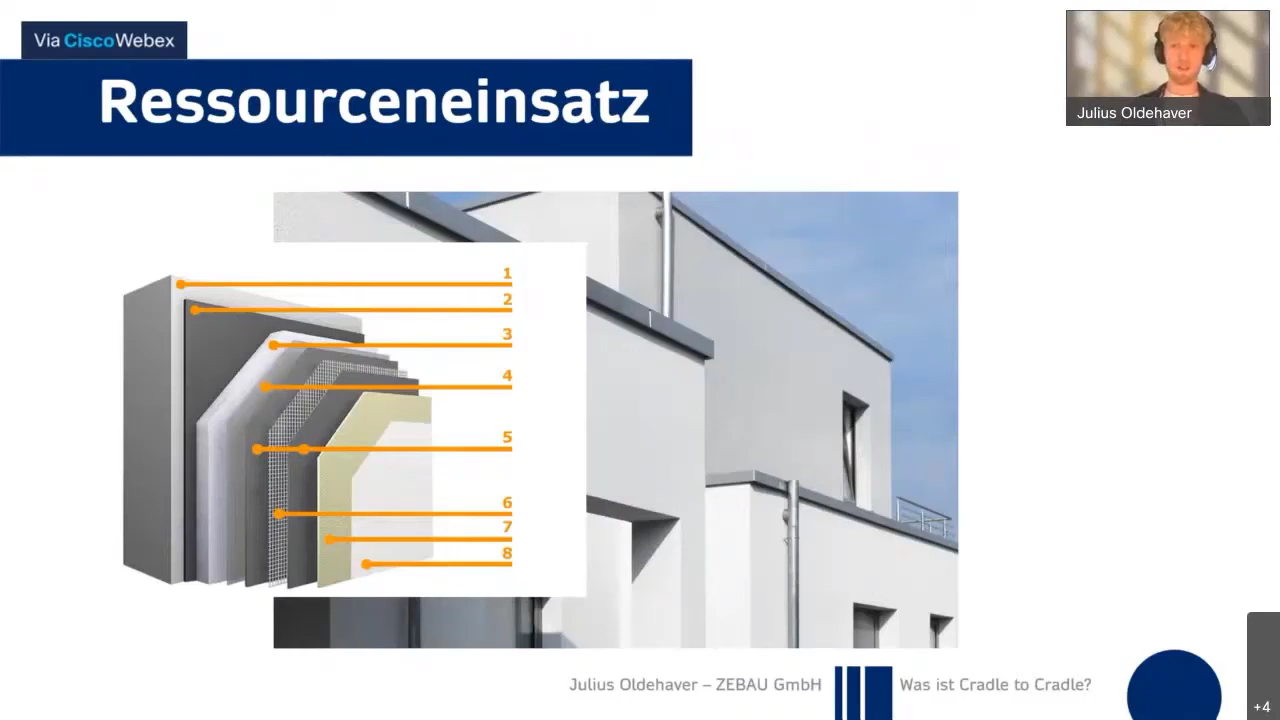 Via CiscoWebex
Ressourceneinsatz
Julius Oldehaver
1
2
3
4
5
6
7
8
Julius Oldehaver – ZEBAU GmbH
Was ist Cradle to Cradle?
+4